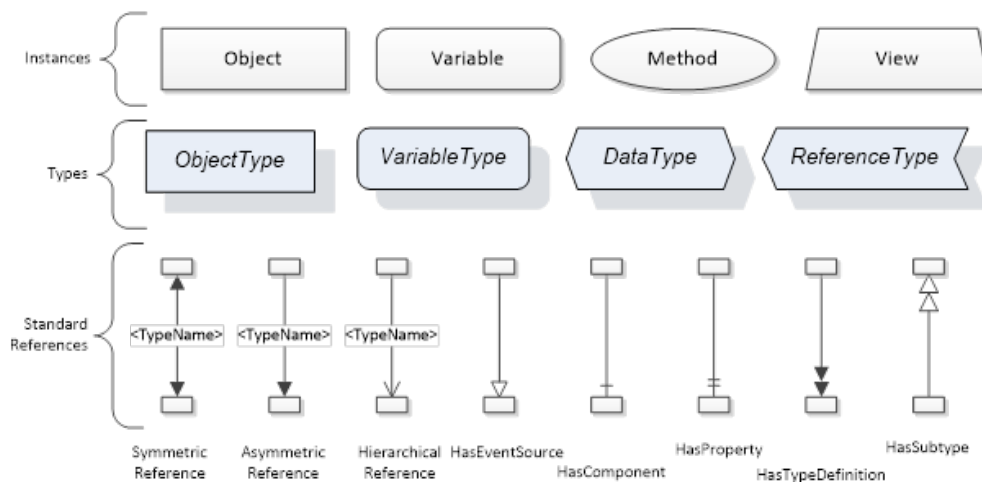 Instances
Object
Variable
Method
View
Types
ObjectType
VariableType
DataType
ReferenceType
Standard
References
<TypeName>
<TypeName>
<TypeName>
Symmetric
Reference
Asymmetric
Reference
Hierarchical
Reference
HasEventSource
HasComponent
HasProperty
HasTypeDefinition
HasSubtype